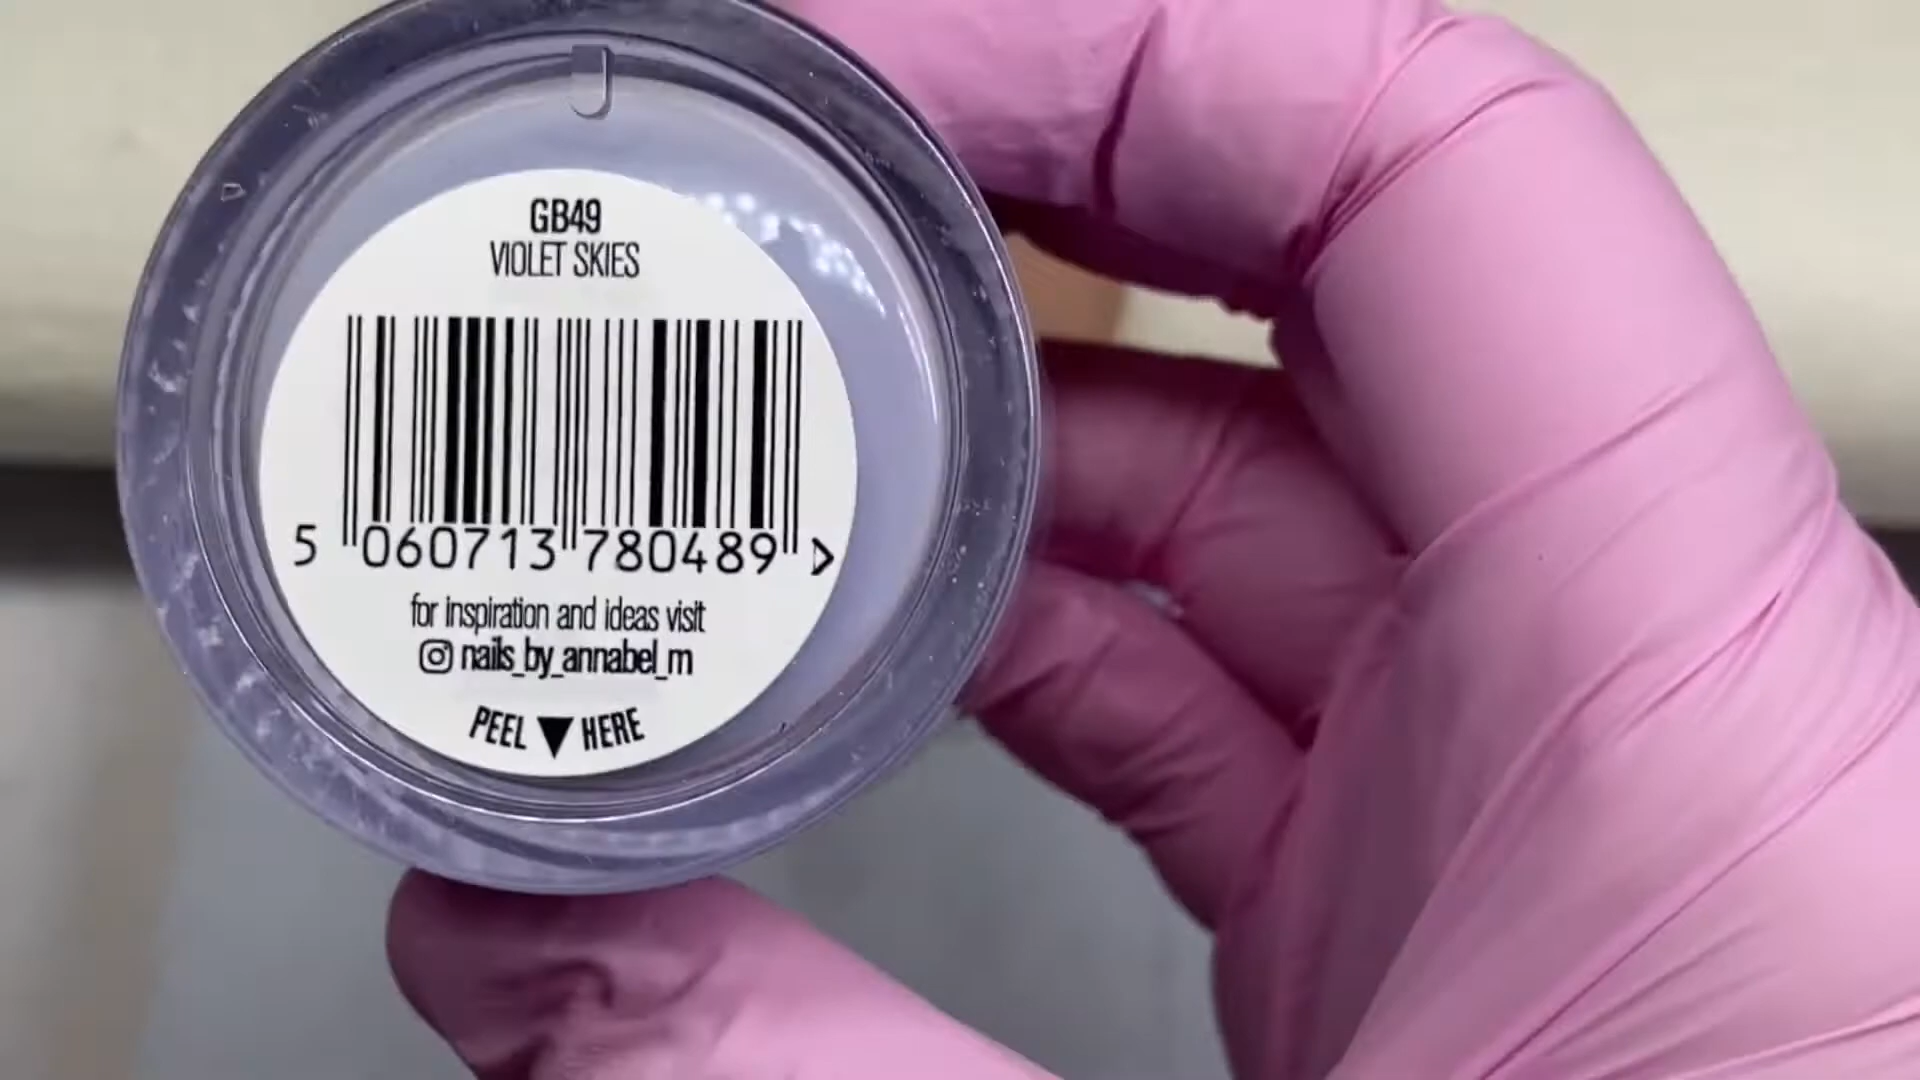 GB49
VIOLET SKIES
5 060713 780489 >
for inspiration and ideas visit
nails_by_annabel_m
PEEL ▼ HERE